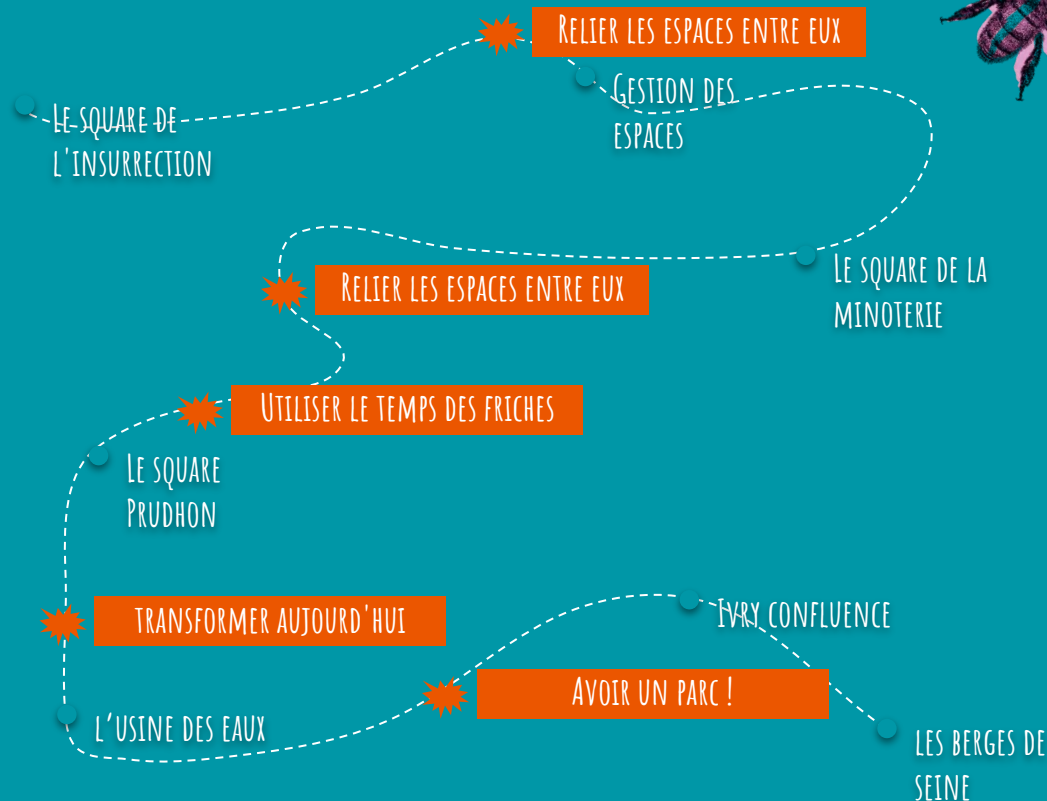 Relier les espaces entre eux
Gestion des
espaces
Le square de
l'insurrection
Le square de la
minoterie
Relier les espaces entre eux
Utiliser le temps des friches
Le square
Prudhon
transformer aujourd'hui
Ivry confluence
Avoir un parc !
l’usine des eaux
les berges de
seine